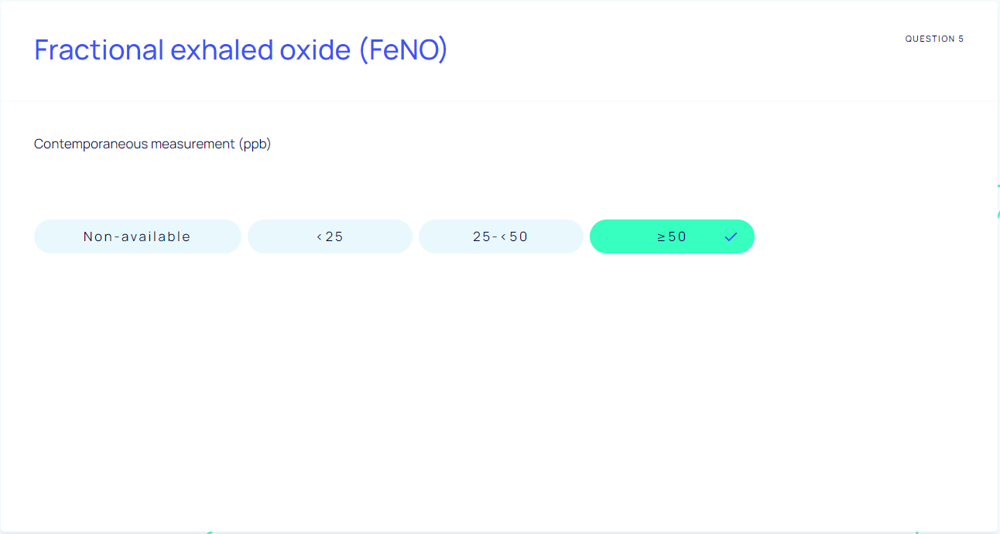 Fractional exhaled oxide (FeNO)
QUESTION 5
Contemporaneous measurement (ppb)
Non-available
<25
25-<50
≥50